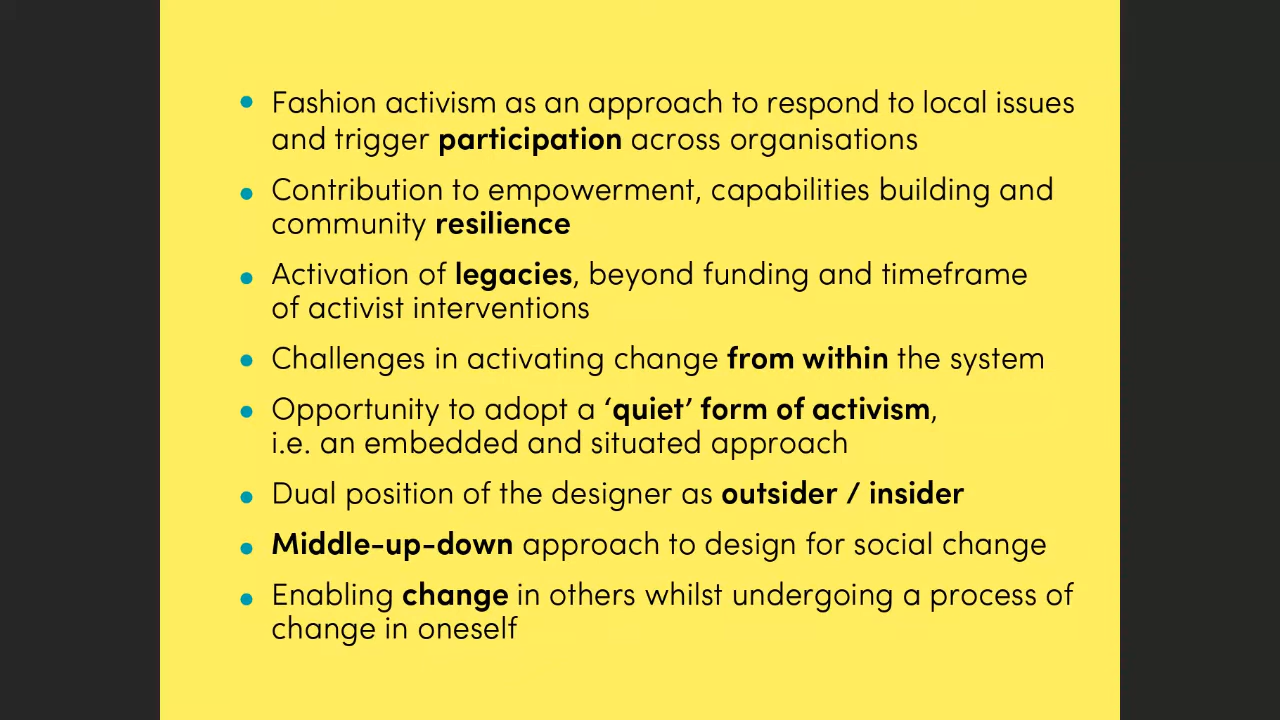 • Fashion activism as an approach to respond to local issues
and trigger participation across organisations
• Contribution to empowerment, capabilities building and
community resilience
• Activation of legacies, beyond funding and timeframe
of activist interventions
• Challenges in activating change from within the system
• Opportunity to adopt a ‘quiet’ form of activism,
i.e. an embedded and situated approach
• Dual position of the designer as outsider / insider
• Middle-up-down approach to design for social change
• Enabling change in others whilst undergoing a process of
change in oneself